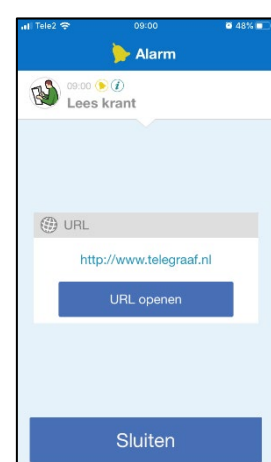 Tele2 09:00 48%
Alarm
09:00 i
Lees krant
URL
http://www.telegraaf.nl
URL openen
Sluiten